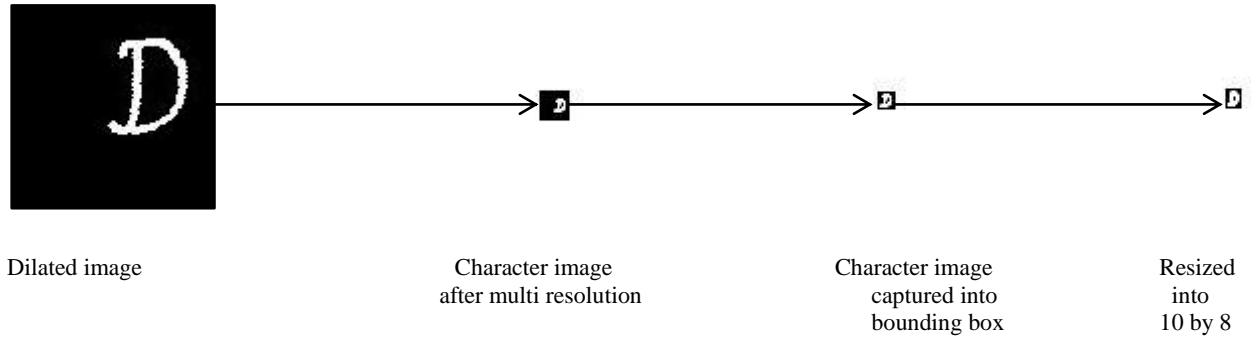 D
D
D
D
Dilated image
Character image
after multi resolution
Character image
captured into
bounding box
Resized
into
10 by 8